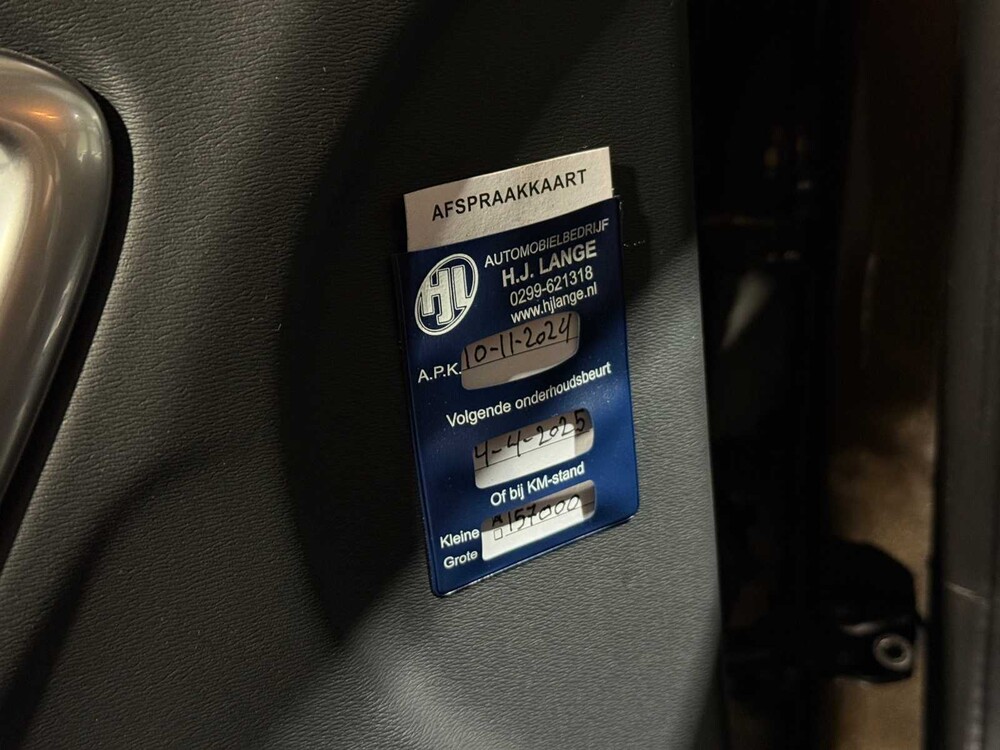 AFSPRAAKKAART
AUTOMOBIELBEDRIJF
HJL
H.J. LANGE
0299-621318
www.hjlange.nl
A.P.K. 10-11-2024
Volgende onderhoudsbeurt
4-4-2025
Of bij KM-stand
Kleine 157000
Grote